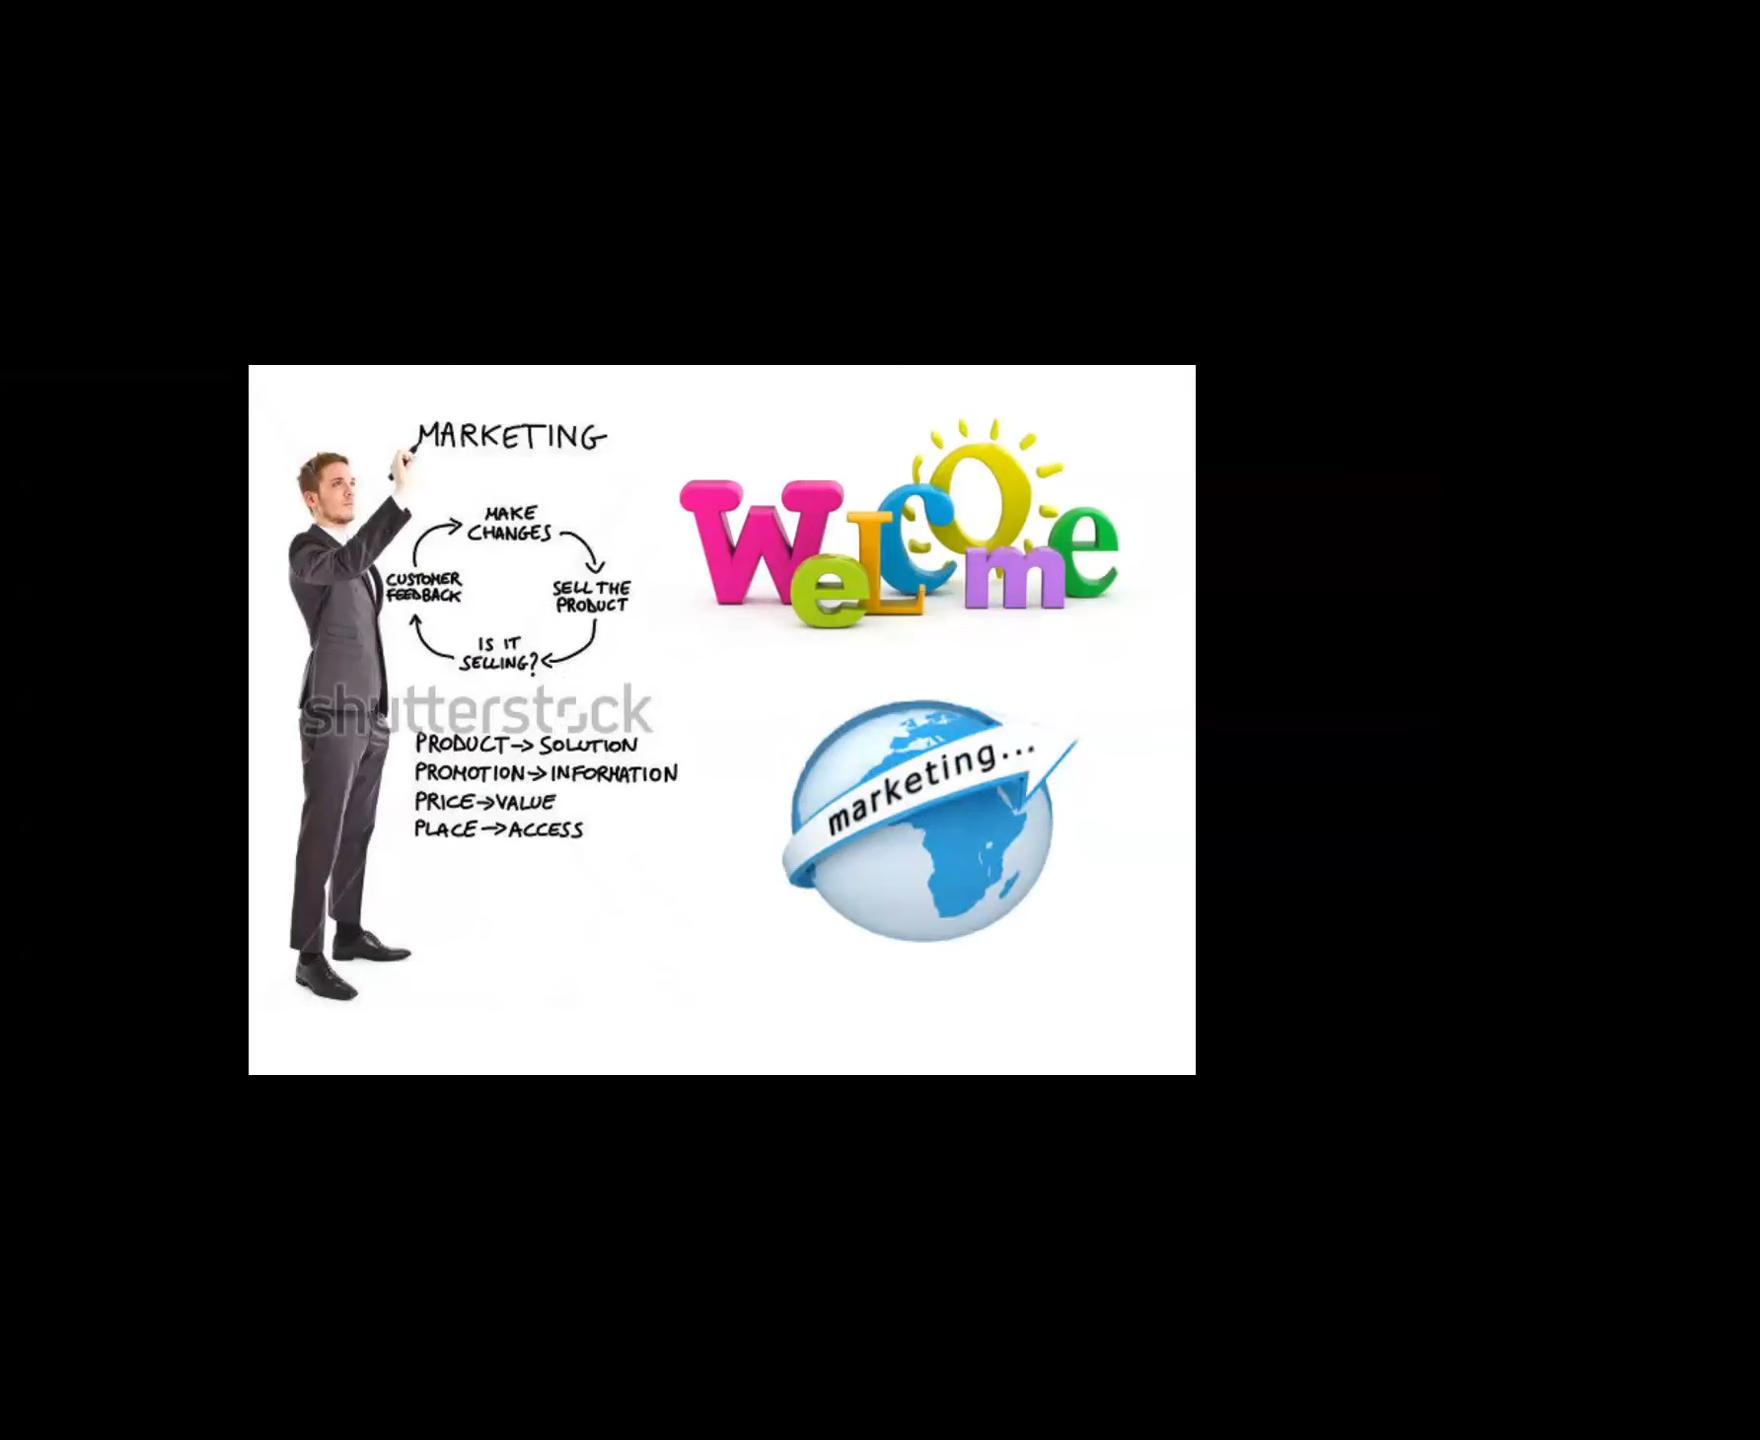 MARKETING
MAKE
CHANGES
SELL THE
PRODUCT
IS IT
SELLING?
CUSTOMER
FEEDBACK
shutterstock
PRODUCT→SOLUTION
PROMOTION→INFORMATION
PRICE→VALUE
PLACE→ACCESS
WeLCOme
marketing...